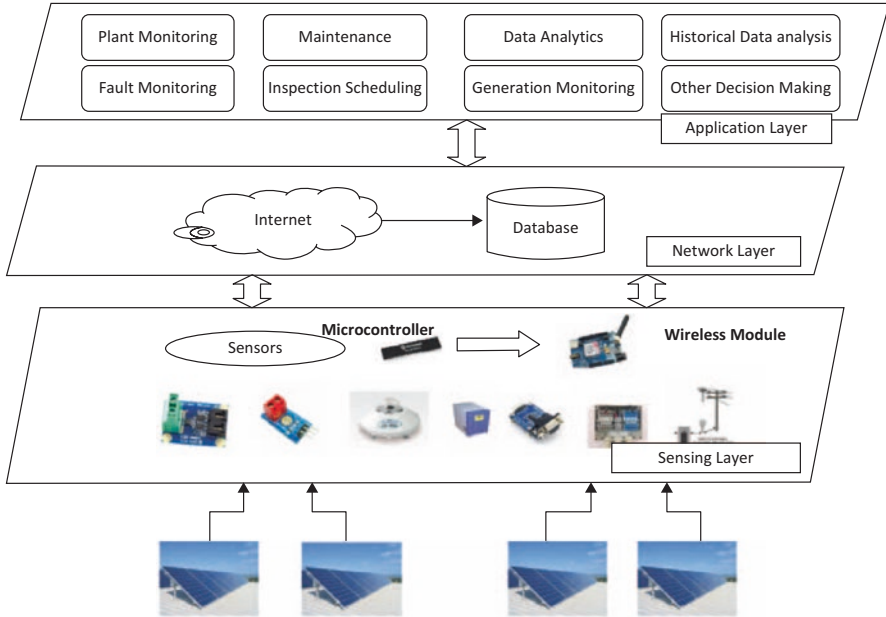 Plant Monitoring
Maintenance
Data Analytics
Historical Data analysis
Fault Monitoring
Inspection Scheduling
Generation Monitoring
Other Decision Making
Application Layer
Internet
Database
Network Layer
Microcontroller
Wireless Module
Sensors
Sensing Layer